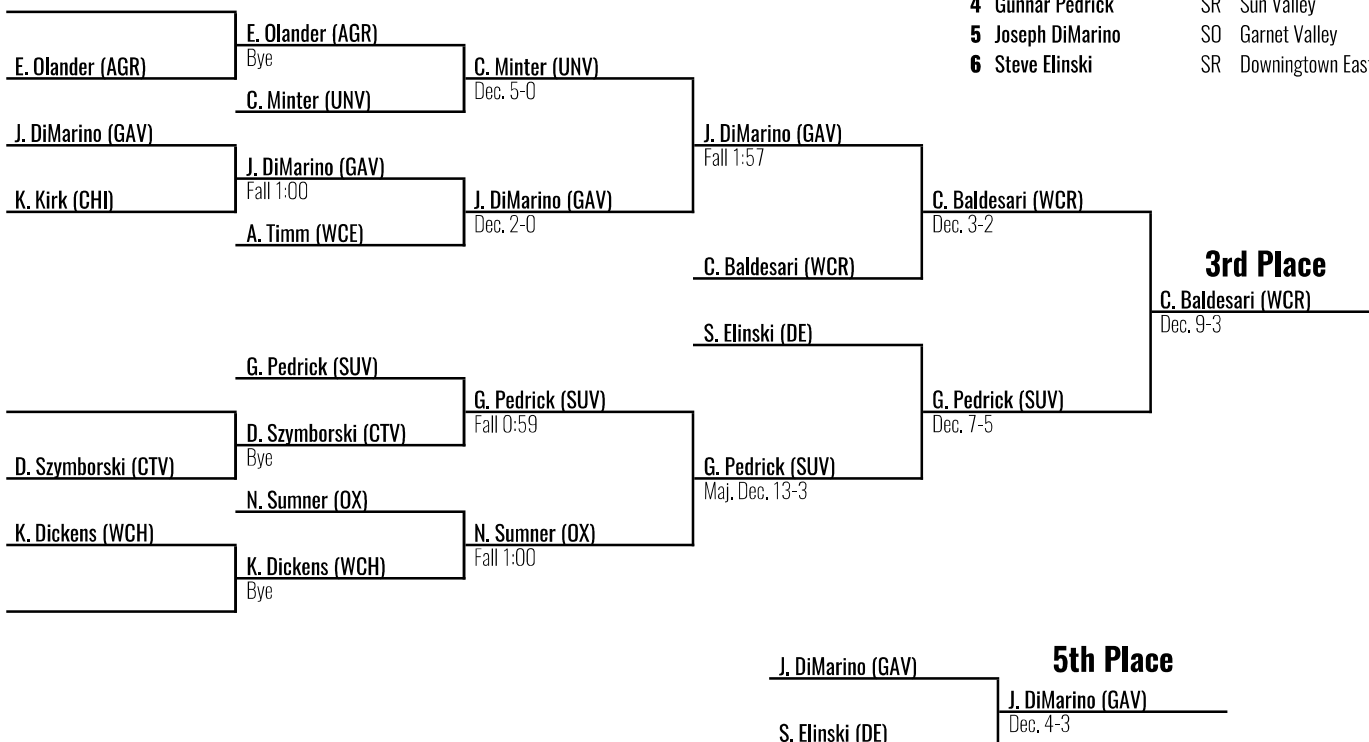 4 Gunnar Pedrick SR Sun Valley
5 Joseph DiMarino SO Garnet Valley
6 Steve Elinski SR Downingtown East
E. Olander (AGR)
Bye
E. Olander (AGR)
C. Minter (UNV)
Dec. 5-0
C. Minter (UNV)
J. DiMarino (GAV)
J. DiMarino (GAV)
Fall 1:57
J. DiMarino (GAV)
Fall 1:00
K. Kirk (CHI)
J. DiMarino (GAV)
Dec. 2-0
C. Baldesari (WCR)
Dec. 3-2
A. Timm (WCE)
C. Baldesari (WCR)
3rd Place
C. Baldesari (WCR)
Dec. 9-3
S. Elinski (DE)
G. Pedrick (SUV)
G. Pedrick (SUV)
Fall 0:59
G. Pedrick (SUV)
Dec. 7-5
D. Szymborski (CTV)
Bye
D. Szymborski (CTV)
G. Pedrick (SUV)
Maj. Dec. 13-3
N. Sumner (OX)
K. Dickens (WCH)
N. Sumner (OX)
Fall 1:00
K. Dickens (WCH)
Bye
5th Place
J. DiMarino (GAV)
J. DiMarino (GAV)
Dec. 4-3
S. Elinski (DE)